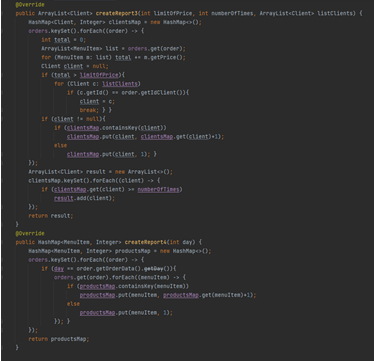 @Override
public ArrayList<Client> createReport3(int limitOfPrice, int numberOfTimes, ArrayList<Client> listClients) {
HashMap<Client, Integer> clientsMap = new HashMap<>();
orders.keySet().forEach((order) -> {
int total = 0;
ArrayList<MenuItem> list = orders.get(order);
for (MenuItem m: list) total += m.getPrice();
Client client = null;
if (total > limitOfPrice){
for (Client c: listClients)
if (c.getId() == order.getIdClient()){
client = c;
break; } }
if (client != null){
if (clientsMap.containsKey(client))
clientsMap.put(client, clientsMap.get(client)+1);
else
clientsMap.put(client, 1); }
});
ArrayList<Client> result = new ArrayList<>();
clientsMap.keySet().forEach((client) -> {
if (clientsMap.get(client) >= numberOfTimes)
result.add(client);
});
return result;
}
@Override
public HashMap<MenuItem, Integer> createReport4(int day) {
HashMap<MenuItem, Integer> productsMap = new HashMap<>();
orders.keySet().forEach((order) -> {
if (day == order.getOrderData().getDay()){
orders.get(order).forEach((menuItem) -> {
if (productsMap.containsKey(menuItem))
productsMap.put(menuItem, productsMap.get(menuItem)+1);
else
productsMap.put(menuItem, 1);
}); }
});
return productsMap;
}